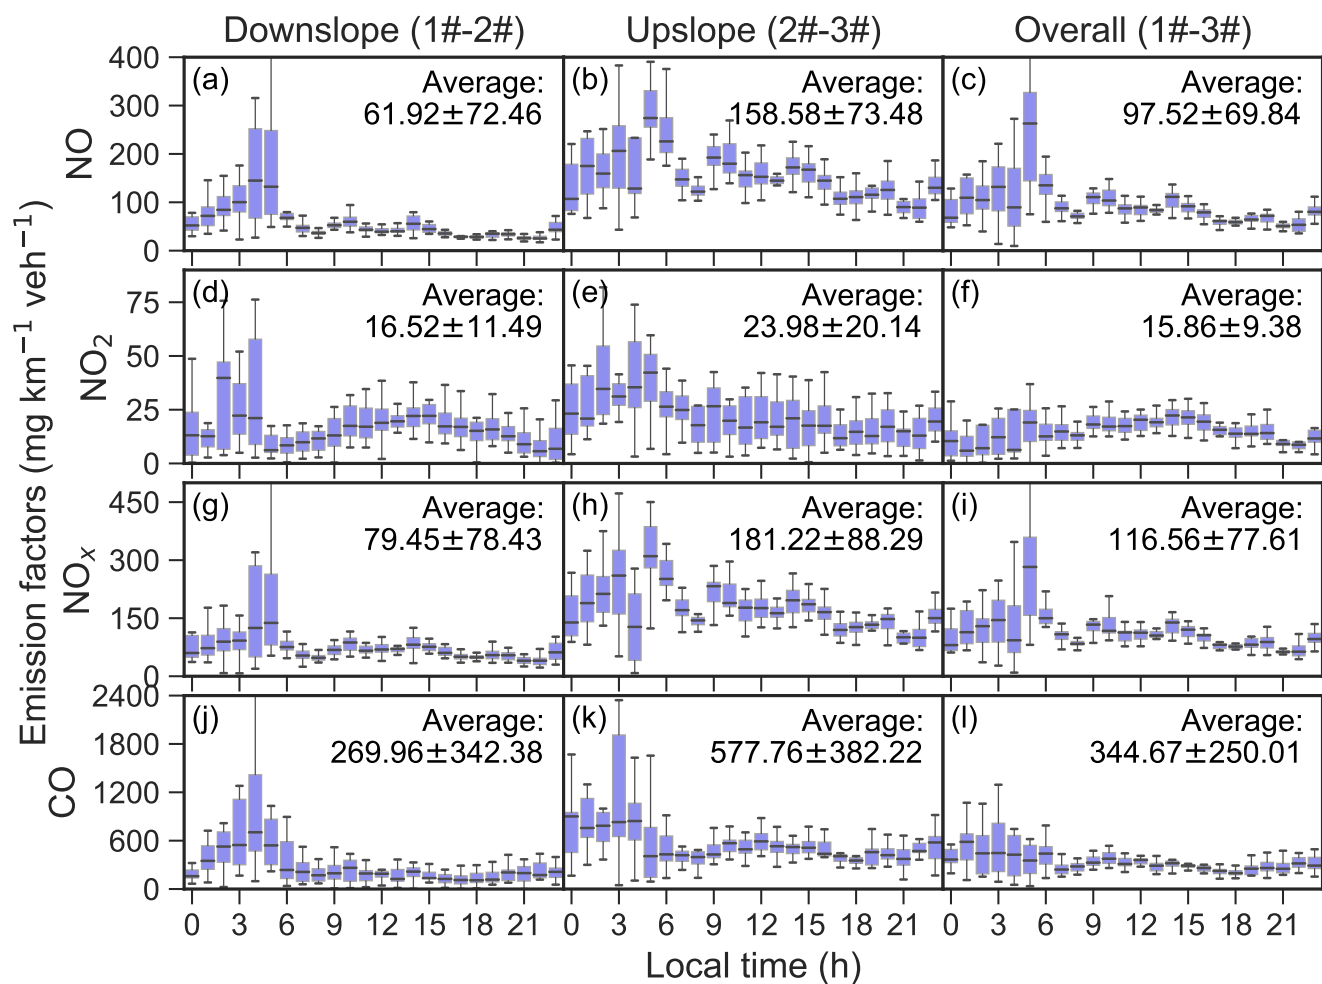 Downslope (1#-2#) Upslope (2#-3#) Overall (1#-3#)
Emission factors (mg km⁻¹ veh⁻¹)
NO
400
300
200
100
0
(a) Average:
61.92±72.46
(b) Average:
158.58±73.48
(c) Average:
97.52±69.84
NO₂
75
50
25
0
(d) Average:
16.52±11.49
(e) Average:
23.98±20.14
(f) Average:
15.86±9.38
NOₓ
450
300
150
0
(g) Average:
79.45±78.43
(h) Average:
181.22±88.29
(i) Average:
116.56±77.61
CO
2400
1800
1200
600
0
(j) Average:
269.96±342.38
(k) Average:
577.76±382.22
(l) Average:
344.67±250.01
0 3 6 9 12 15 18 21 0 3 6 9 12 15 18 21 0 3 6 9 12 15 18 21
Local time (h)